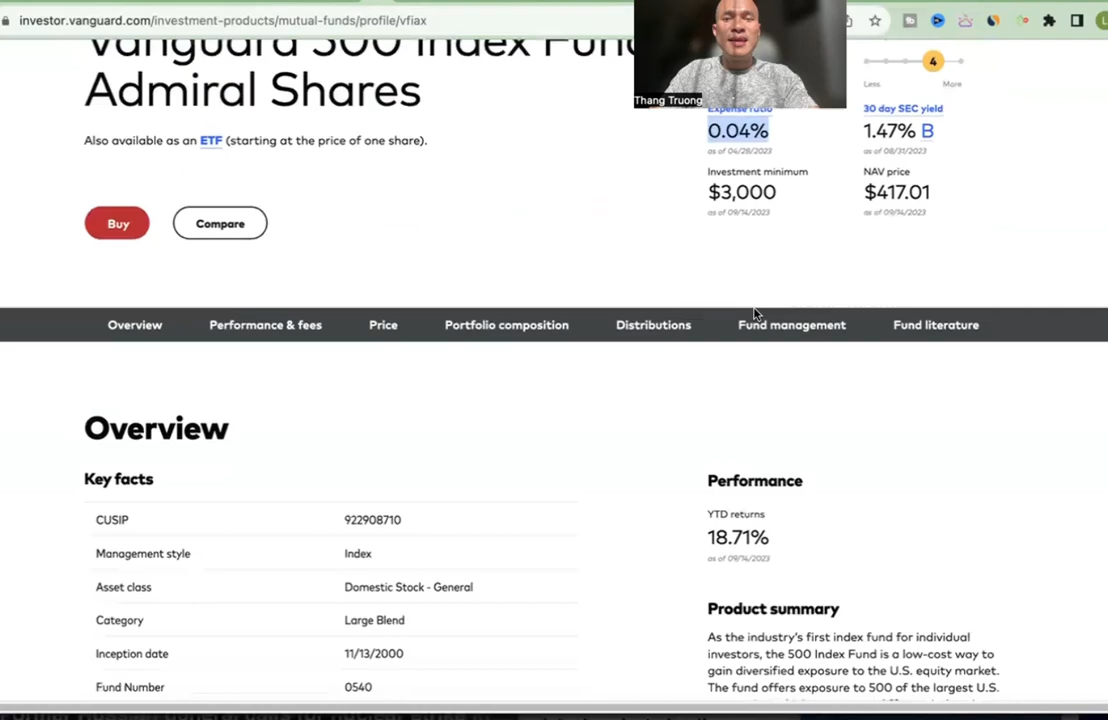 investor.vanguard.com/investment-products/mutual-funds/profile/vfiax
Vanguard 500 Index Fund
Admiral Shares
Also available as an ETF (starting at the price of one share).
Buy
Compare
Thang Truong
4
Less
More
Expense ratio
30 day SEC yield
0.04%
1.47% B
as of 04/28/2023
as of 08/31/2023
Investment minimum
NAV price
$3,000
$417.01
as of 09/14/2023
as of 09/14/2023
Overview
Performance & fees
Price
Portfolio composition
Distributions
Fund management
Fund literature
Overview
Key facts
CUSIP
922908710
Management style
Index
Asset class
Domestic Stock - General
Category
Large Blend
Inception date
11/13/2000
Fund Number
0540
Performance
YTD returns
18.71%
as of 09/14/2023
Product summary
As the industry's first index fund for individual
investors, the 500 Index Fund is a low-cost way to
gain diversified exposure to the U.S. equity market.
The fund offers exposure to 500 of the largest U.S.